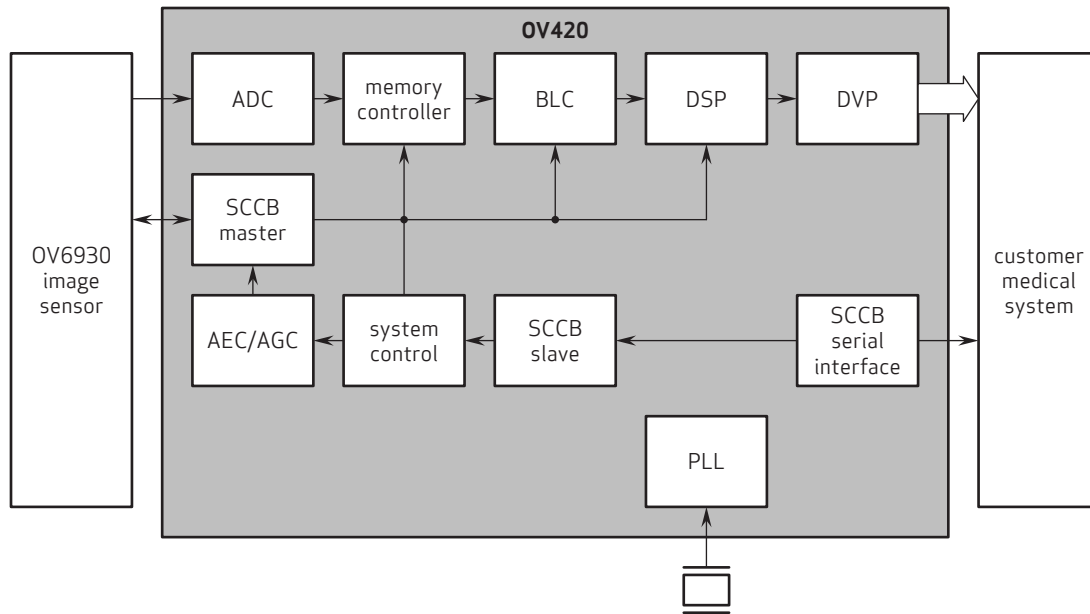 OV420
ADC
memory
controller
BLC
DSP
DVP
SCCB
master
OV6930
image
sensor
customer
medical
system
AEC/AGC
system
control
SCCB
slave
SCCB
serial
interface
PLL